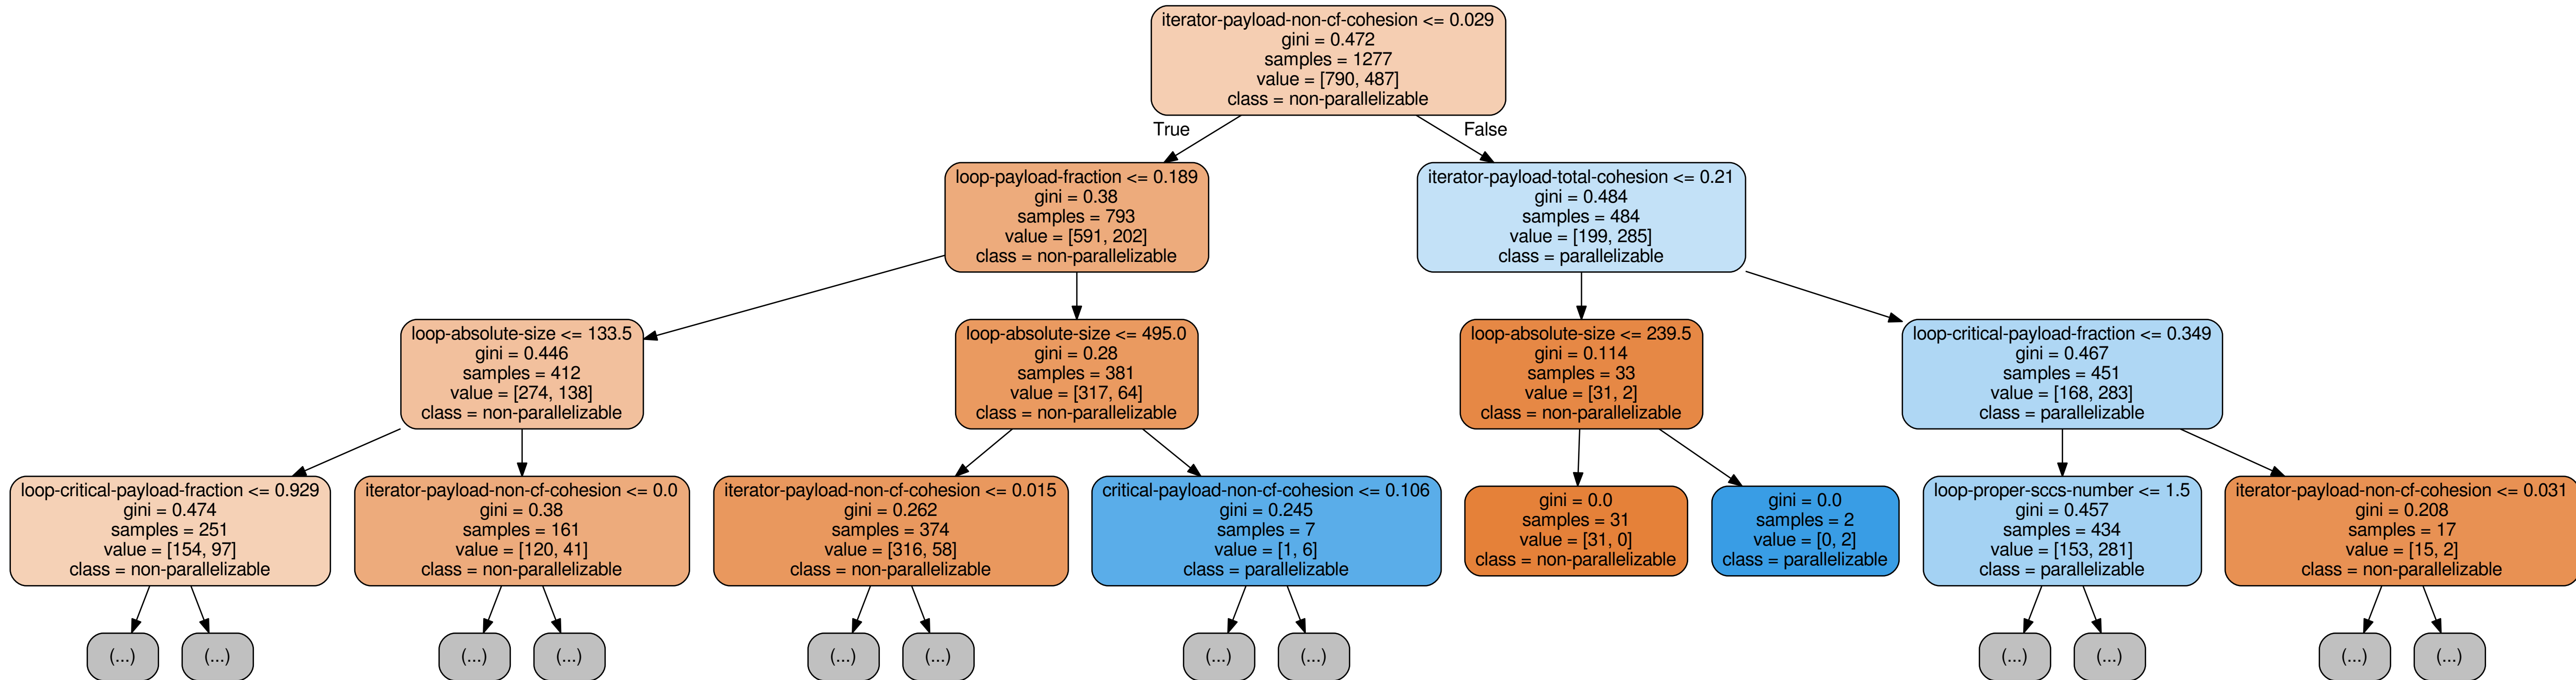 iterator-payload-non-cf-cohesion <= 0.029
gini = 0.472
samples = 1277
value = [790, 487]
class = non-parallelizable
True
False
loop-payload-fraction <= 0.189
gini = 0.38
samples = 793
value = [591, 202]
class = non-parallelizable
iterator-payload-total-cohesion <= 0.21
gini = 0.484
samples = 484
value = [199, 285]
class = parallelizable
loop-absolute-size <= 133.5
gini = 0.446
samples = 412
value = [274, 138]
class = non-parallelizable
loop-absolute-size <= 495.0
gini = 0.28
samples = 381
value = [317, 64]
class = non-parallelizable
loop-absolute-size <= 239.5
gini = 0.114
samples = 33
value = [31, 2]
class = non-parallelizable
loop-critical-payload-fraction <= 0.349
gini = 0.467
samples = 451
value = [168, 283]
class = parallelizable
loop-critical-payload-fraction <= 0.929
gini = 0.474
samples = 251
value = [154, 97]
class = non-parallelizable
iterator-payload-non-cf-cohesion <= 0.0
gini = 0.38
samples = 161
value = [120, 41]
class = non-parallelizable
iterator-payload-non-cf-cohesion <= 0.015
gini = 0.262
samples = 374
value = [316, 58]
class = non-parallelizable
critical-payload-non-cf-cohesion <= 0.106
gini = 0.245
samples = 7
value = [1, 6]
class = parallelizable
gini = 0.0
samples = 31
value = [31, 0]
class = non-parallelizable
gini = 0.0
samples = 2
value = [0, 2]
class = parallelizable
loop-proper-sccs-number <= 1.5
gini = 0.457
samples = 434
value = [153, 281]
class = parallelizable
iterator-payload-non-cf-cohesion <= 0.031
gini = 0.208
samples = 17
value = [15, 2]
class = non-parallelizable
(...)
(...)
(...)
(...)
(...)
(...)
(...)
(...)
(...)
(...)
(...)
(...)